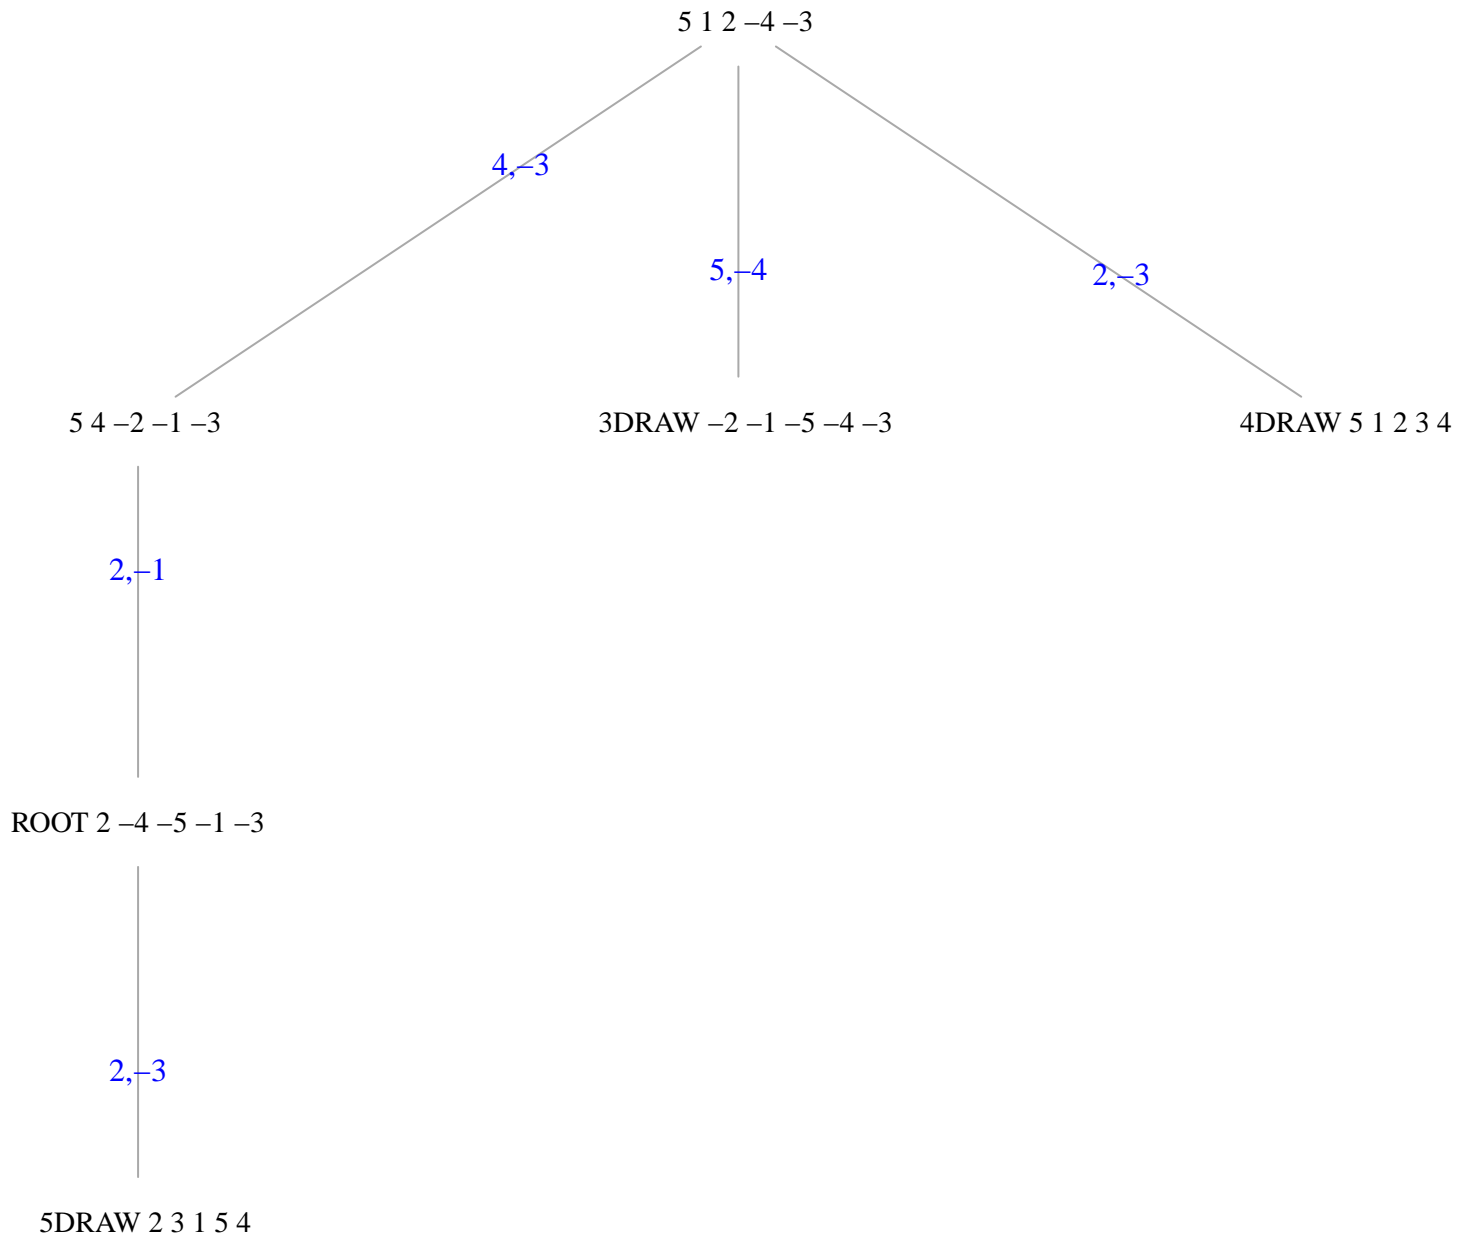 5 1 2 –4 –3
4,–3
5,–4
2,–3
5 4 –2 –1 –3
3DRAW –2 –1 –5 –4 –3
4DRAW 5 1 2 3 4
2,–1
ROOT 2 –4 –5 –1 –3
2,–3
5DRAW 2 3 1 5 4